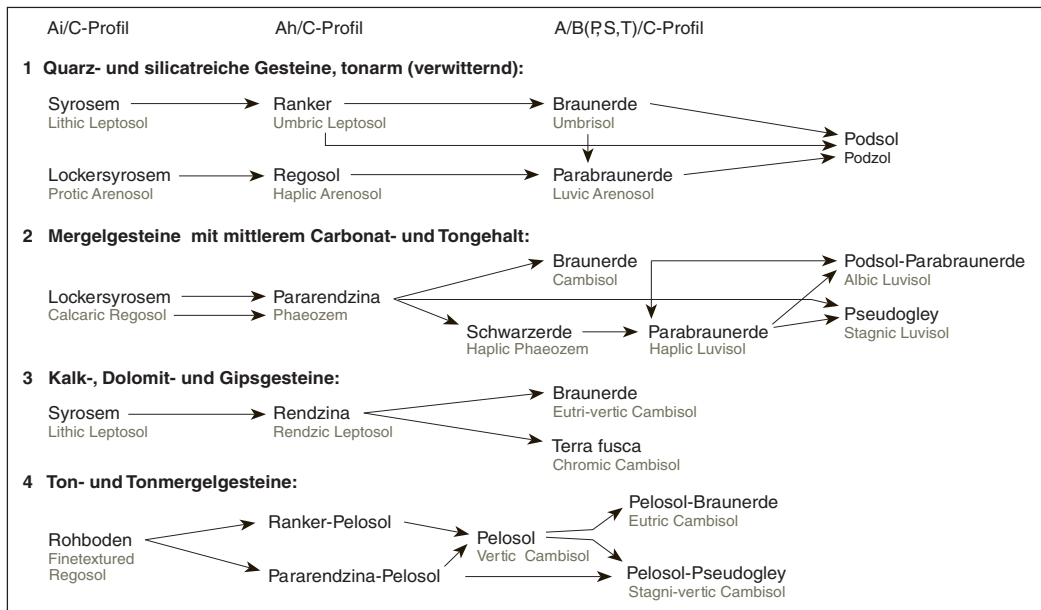 Ai/C-Profil Ah/C-Profil A/B(P,S,T)/C-Profil
1 Quarz- und silicatreiche Gesteine, tonarm (verwitternd):
Syrosem Ranker Braunerde
Lithic Leptosol Umbric Leptosol Umbrisol
Podsol
Podzol
Lockersyrosem Regosol Parabraunerde
Protic Arenosol Haplic Arenosol Luvic Arenosol
2 Mergelgesteine mit mittlerem Carbonat- und Tongehalt:
Braunerde Podsol-Parabraunerde
Cambisol Albic Luvisol
Lockersyrosem Pararendzina
Calcaric Regosol Phaeozem
Pseudogley
Stagnic Luvisol
Schwarzerde Parabraunerde
Haplic Phaeozem Haplic Luvisol
3 Kalk-, Dolomit- und Gipsgesteine:
Braunerde
Eutri-vertic Cambisol
Syrosem Rendzina
Lithic Leptosol Rendzic Leptosol
Terra fusca
Chromic Cambisol
4 Ton- und Tonmergelgesteine:
Pelosol-Braunerde
Eutric Cambisol
Ranker-Pelosol
Rohboden Pelosol
Finetextured Vertic Cambisol
Regosol
Pararendzina-Pelosol Pelosol-Pseudogley
Stagni-vertic Cambisol